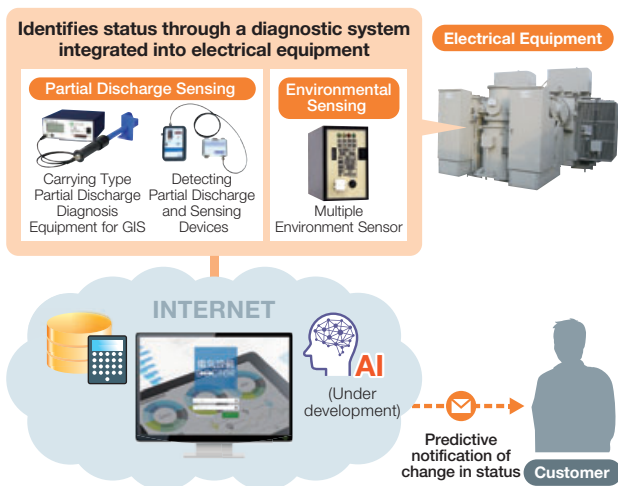 Identifies status through a diagnostic system
integrated into electrical equipment
Electrical Equipment
Partial Discharge Sensing
Environmental
Sensing
Carrying Type
Partial Discharge
Diagnosis
Equipment for GIS
Detecting
Partial Discharge
and Sensing
Devices
Multiple
Environment Sensor
INTERNET
AI
(Under
development)
Predictive
notification of
change in status
Customer